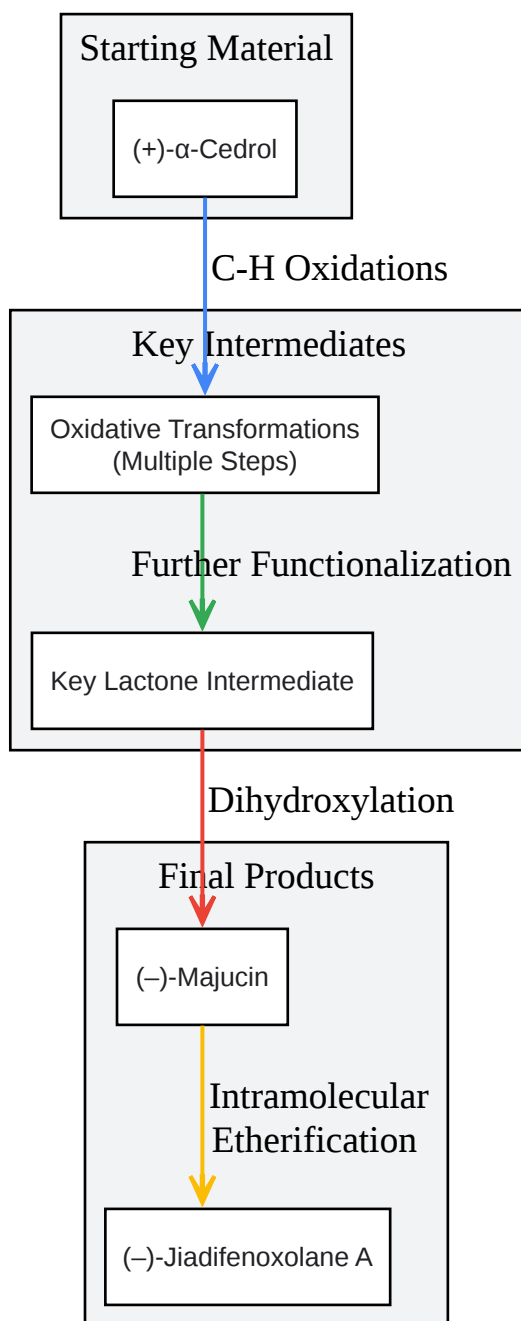 Starting Material
(+)-α-Cedrol
C-H Oxidations
Key Intermediates
Oxidative Transformations
(Multiple Steps)
Further Functionalization
Key Lactone Intermediate
Dihydroxylation
Final Products
(–)-Majucin
Intramolecular
Etherification
(–)-Jiadifenoxolane A